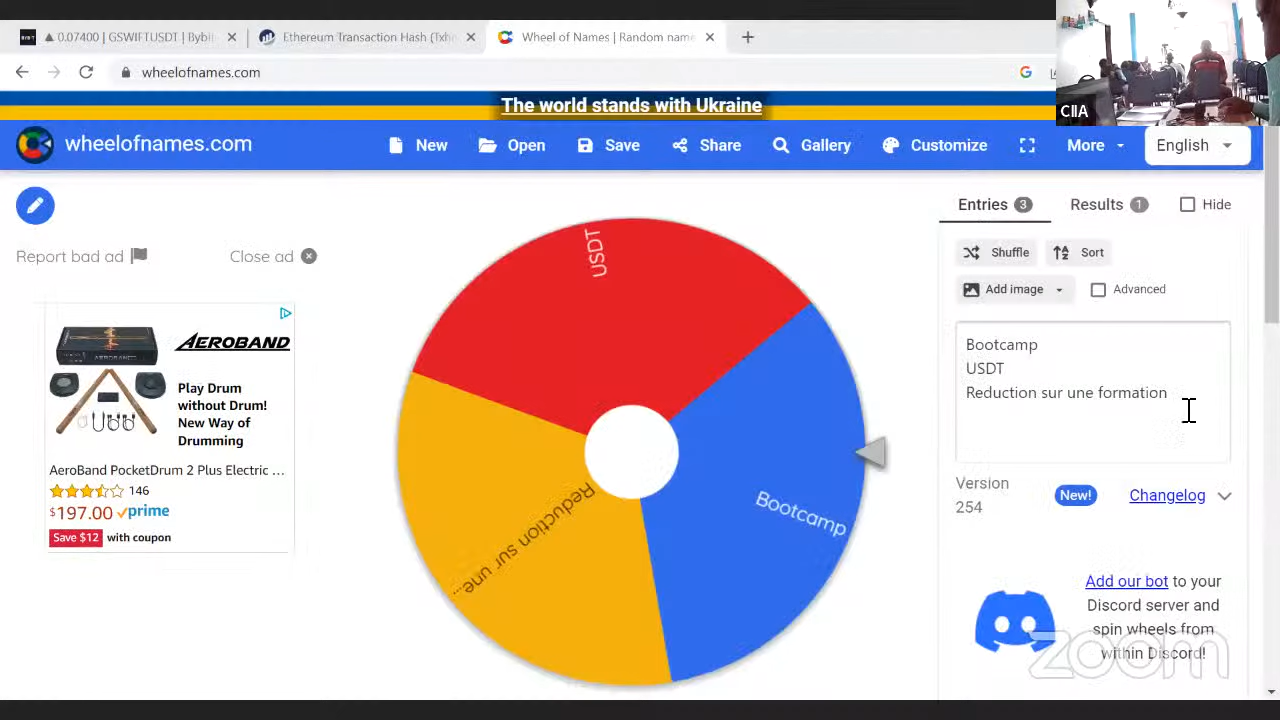 0.07400 | GSWIFTUSDT | Bybit
Ethereum Transaction Hash (Txh
Wheel of Names | Random name
wheelofnames.com
CIIA
The world stands with Ukraine
wheelofnames.com
New
Open
Save
Share
Gallery
Customize
More
English
Report bad ad
Close ad
AEROBAND
Play Drum
without Drum!
New Way of
Drumming
AeroBand PocketDrum 2 Plus Electric ...
146
$197.00 prime
Save $12 with coupon
USDT
Bootcamp
Reduction sur une...
Entries 3
Results 1
Hide
Shuffle
Sort
Add image
Advanced
Bootcamp
USDT
Reduction sur une formation
Version
254
New!
Changelog
Add our bot to your
Discord server and
spin wheels from
within Discord!
zoom